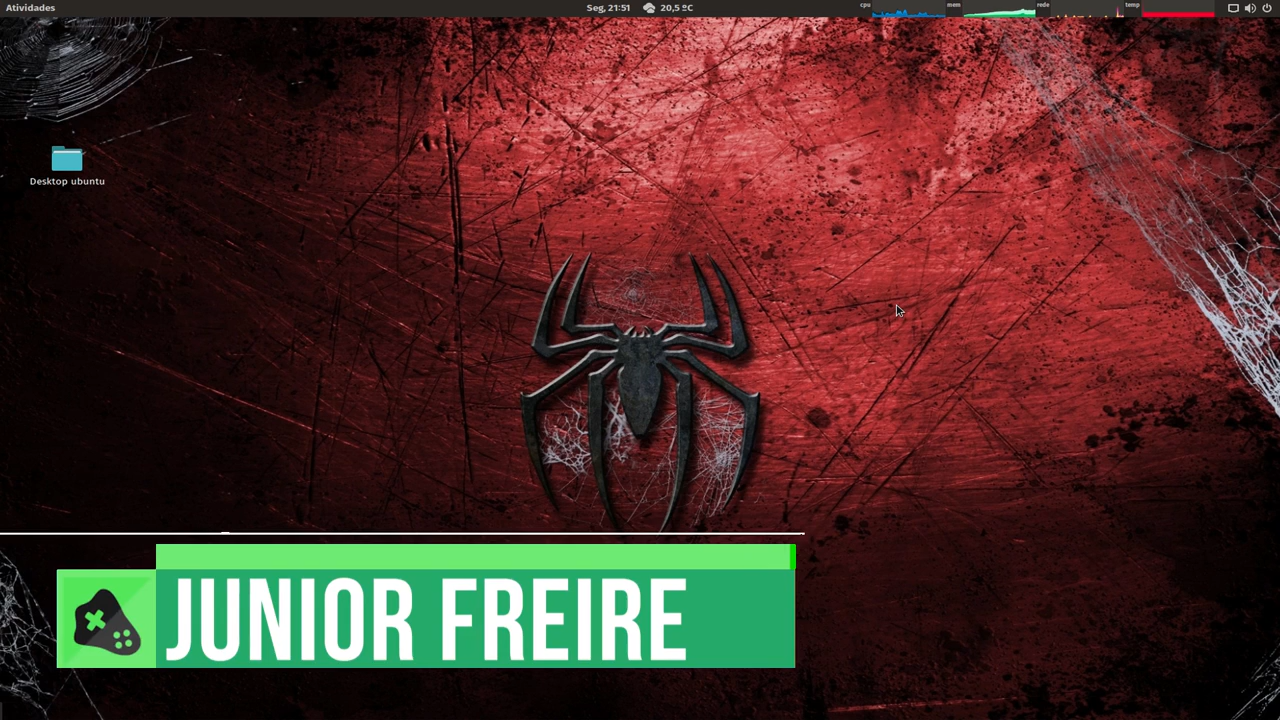 Atividades
Seg, 21:51
20,5 ºC
cpu
mem
rede
temp
Desktop ubuntu
JUNIOR FREIRE